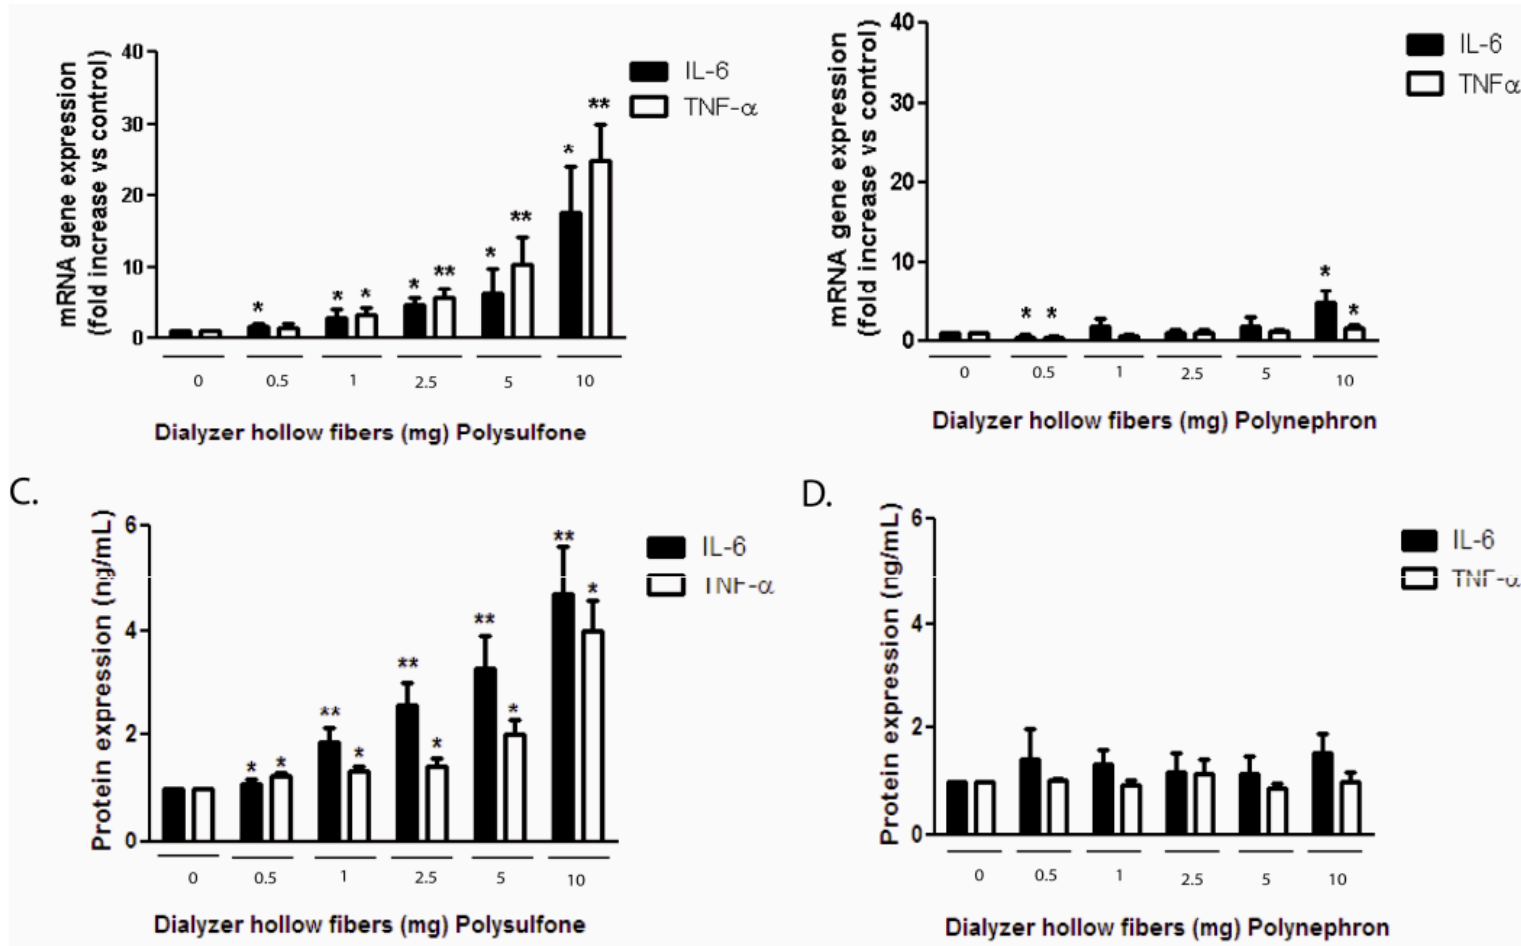 mRNA gene expression
(fold increase vs control)
40
30
20
10
0
IL-6
TNF-α
*
* *
* **
* **
* **
0 0.5 1 2.5 5 10
Dialyzer hollow fibers (mg) Polysulfone
mRNA gene expression
(fold increase vs control)
40
30
20
10
0
IL-6
TNFα
* *
* *
0 0.5 1 2.5 5 10
Dialyzer hollow fibers (mg) Polynephron
C.
Protein expression (ng/mL)
6
4
2
0
IL-6
TNF-α
* *
** *
** *
** *
** *
0 0.5 1 2.5 5 10
Dialyzer hollow fibers (mg) Polysulfone
D.
Protein expression (ng/mL)
6
4
2
0
IL-6
TNF-α
0 0.5 1 2.5 5 10
Dialyzer hollow fibers (mg) Polynephron